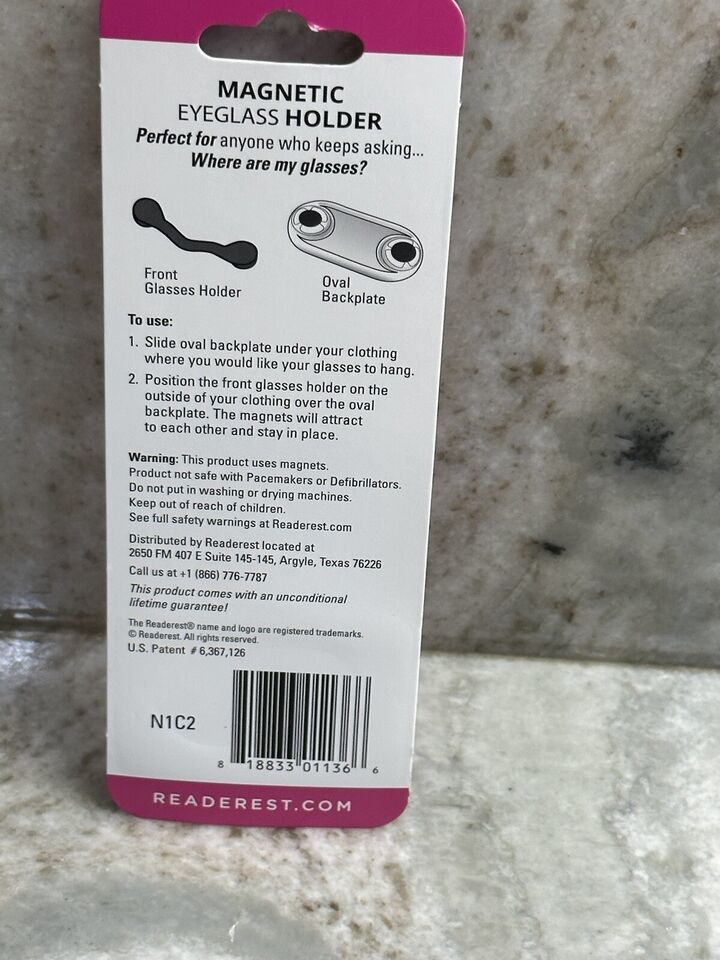 MAGNETIC
EYEGLASS HOLDER
Perfect for anyone who keeps asking...
Where are my glasses?
Front
Glasses Holder
Oval
Backplate
To use:
1. Slide oval backplate under your clothing
where you would like your glasses to hang.
2. Position the front glasses holder on the
outside of your clothing over the oval
backplate. The magnets will attract
to each other and stay in place.
Warning: This product uses magnets.
Product not safe with Pacemakers or Defibrillators.
Do not put in washing or drying machines.
Keep out of reach of children.
See full safety warnings at Readerest.com
Distributed by Readerest located at
2650 FM 407 E Suite 145-145, Argyle, Texas 76226
Call us at +1 (866) 776-7787
This product comes with an unconditional
lifetime guarantee!
The Readerest® name and logo are registered trademarks.
© Readerest. All rights reserved.
U.S. Patent # 6,367,126
N1C2
8 18833 01136 6
READEREST.COM